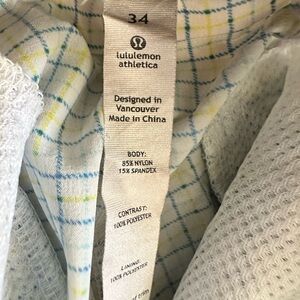 34
lululemon
athletica
Designed in
Vancouver
Made in China
BODY:
85% NYLON
15% SPANDEX
CONTRAST:
100% POLYESTER
LINING:
100% POLYESTER